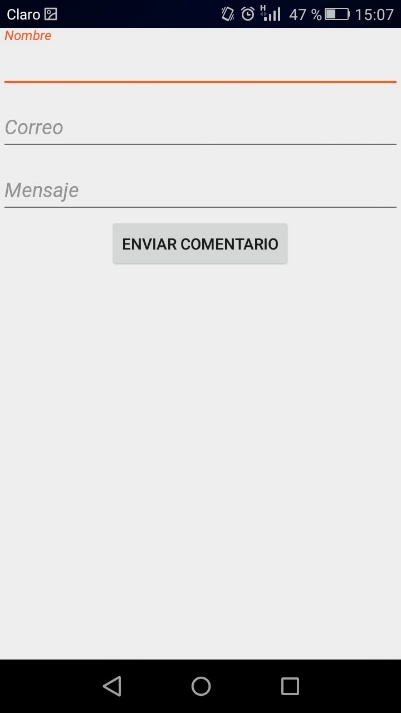 Claro 47 % 15:07
Nombre
Correo
Mensaje
ENVIAR COMENTARIO